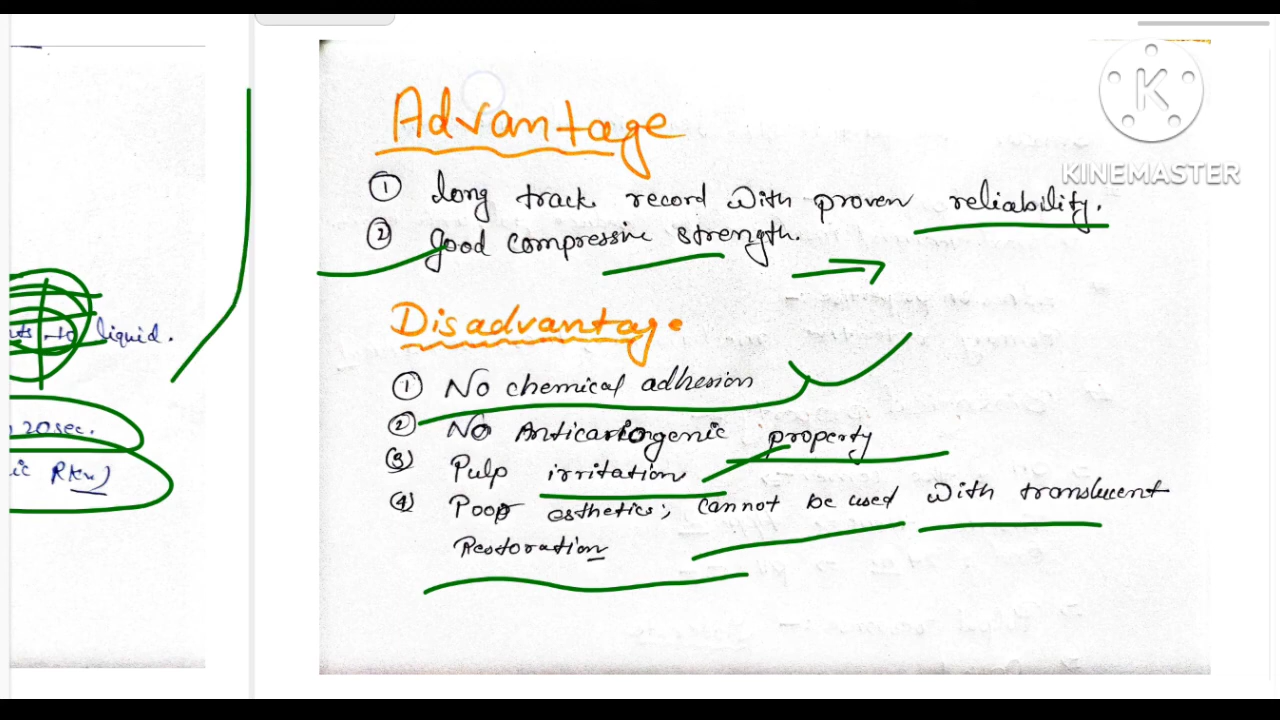 Advantage
① long track record with proven reliability.
② good compressive strength.
Disadvantage
① No chemical adhesion
② No Anticariogenic property
③ Pulp irritation
④ Poor esthetics; cannot be used with translucent
Restoration
to liquid.
20sec.
KINEMASTER